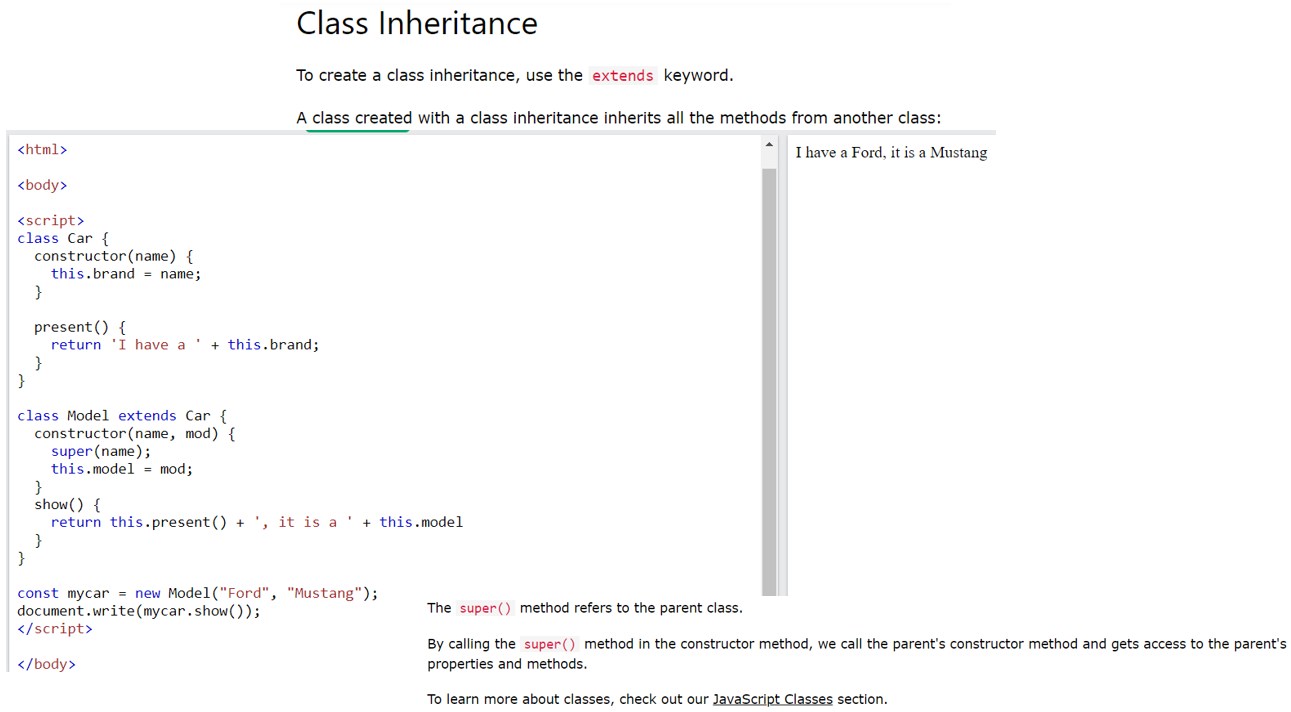 Class Inheritance
To create a class inheritance, use the extends keyword.
A class created with a class inheritance inherits all the methods from another class:
<html>
<body>
<script>
class Car {
  constructor(name) {
    this.brand = name;
  }
  present() {
    return 'I have a ' + this.brand;
  }
}
class Model extends Car {
  constructor(name, mod) {
    super(name);
    this.model = mod;
  }
  show() {
    return this.present() + ', it is a ' + this.model
  }
}
const mycar = new Model("Ford", "Mustang");
document.write(mycar.show());
</script>
</body>
I have a Ford, it is a Mustang
The super() method refers to the parent class.
By calling the super() method in the constructor method, we call the parent's constructor method and gets access to the parent's
properties and methods.
To learn more about classes, check out our JavaScript Classes section.